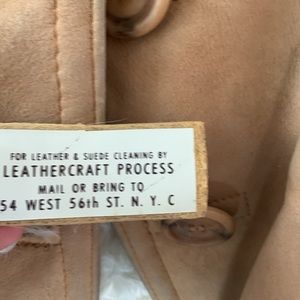 FOR LEATHER & SUEDE CLEANING BY
LEATHERCRAFT PROCESS
MAIL OR BRING TO
54 WEST 56th ST. N. Y. C